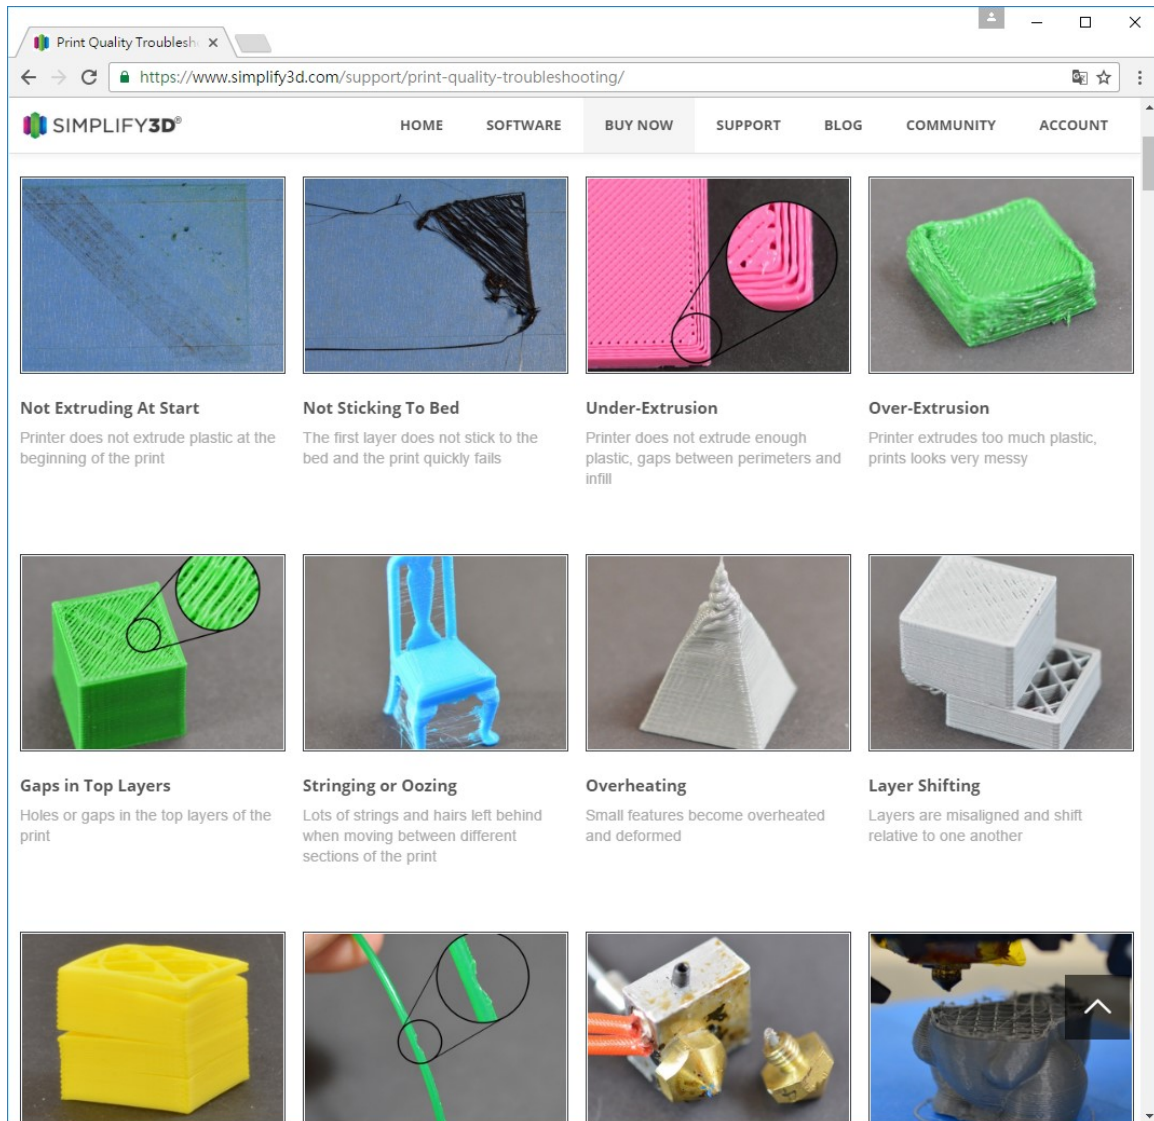 Print Quality Troublesh
https://www.simplify3d.com/support/print-quality-troubleshooting/
SIMPLIFY3D®
HOME SOFTWARE BUY NOW SUPPORT BLOG COMMUNITY ACCOUNT
Not Extruding At Start
Printer does not extrude plastic at the
beginning of the print
Not Sticking To Bed
The first layer does not stick to the
bed and the print quickly fails
Under-Extrusion
Printer does not extrude enough
plastic, gaps between perimeters and
infill
Over-Extrusion
Printer extrudes too much plastic,
prints looks very messy
Gaps in Top Layers
Holes or gaps in the top layers of the
print
Stringing or Oozing
Lots of strings and hairs left behind
when moving between different
sections of the print
Overheating
Small features become overheated
and deformed
Layer Shifting
Layers are misaligned and shift
relative to one another